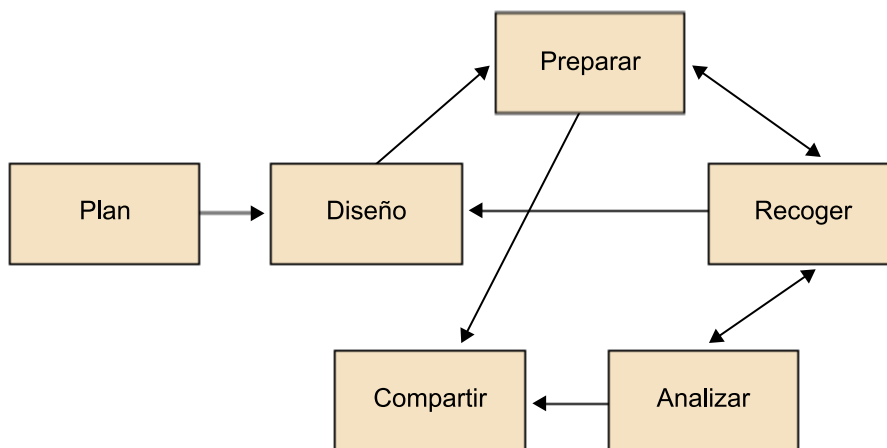 Preparar
Plan
Diseño
Recoger
Compartir
Analizar